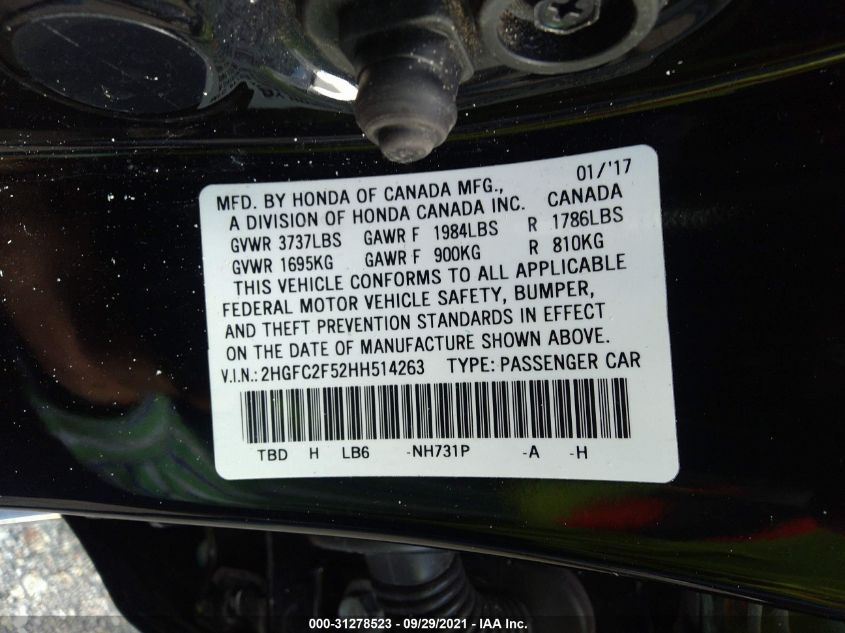 01/'17
MFD. BY HONDA OF CANADA MFG.,
A DIVISION OF HONDA CANADA INC. CANADA
GVWR 3737LBS GAWR F 1984LBS R 1786LBS
GVWR 1695KG GAWR F 900KG R 810KG
THIS VEHICLE CONFORMS TO ALL APPLICABLE
FEDERAL MOTOR VEHICLE SAFETY, BUMPER,
AND THEFT PREVENTION STANDARDS IN EFFECT
ON THE DATE OF MANUFACTURE SHOWN ABOVE.
V.I.N.: 2HGFC2F52HH514263 TYPE: PASSENGER CAR
TBD H LB6 -NH731P -A -H
000-31278523 - 09/29/2021 - IAA Inc.